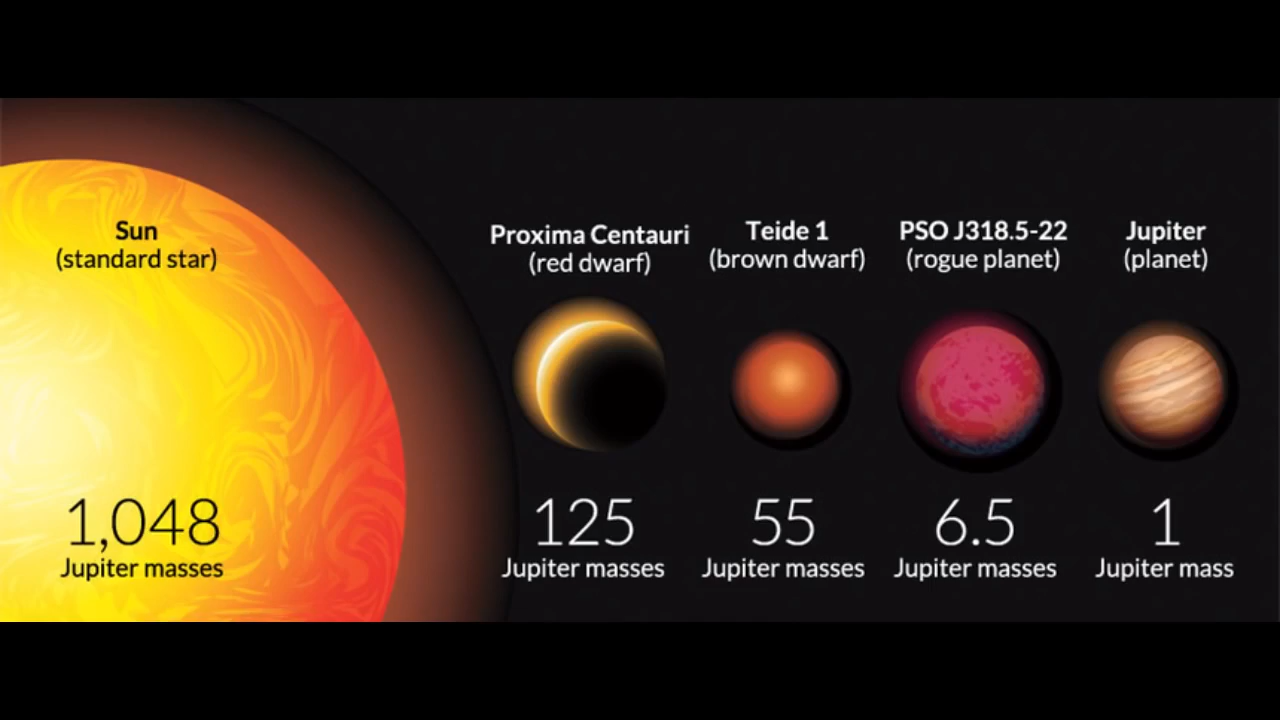 Sun
(standard star)
1,048
Jupiter masses
Proxima Centauri
(red dwarf)
125
Jupiter masses
Teide 1
(brown dwarf)
55
Jupiter masses
PSO J318.5-22
(rogue planet)
6.5
Jupiter masses
Jupiter
(planet)
1
Jupiter mass